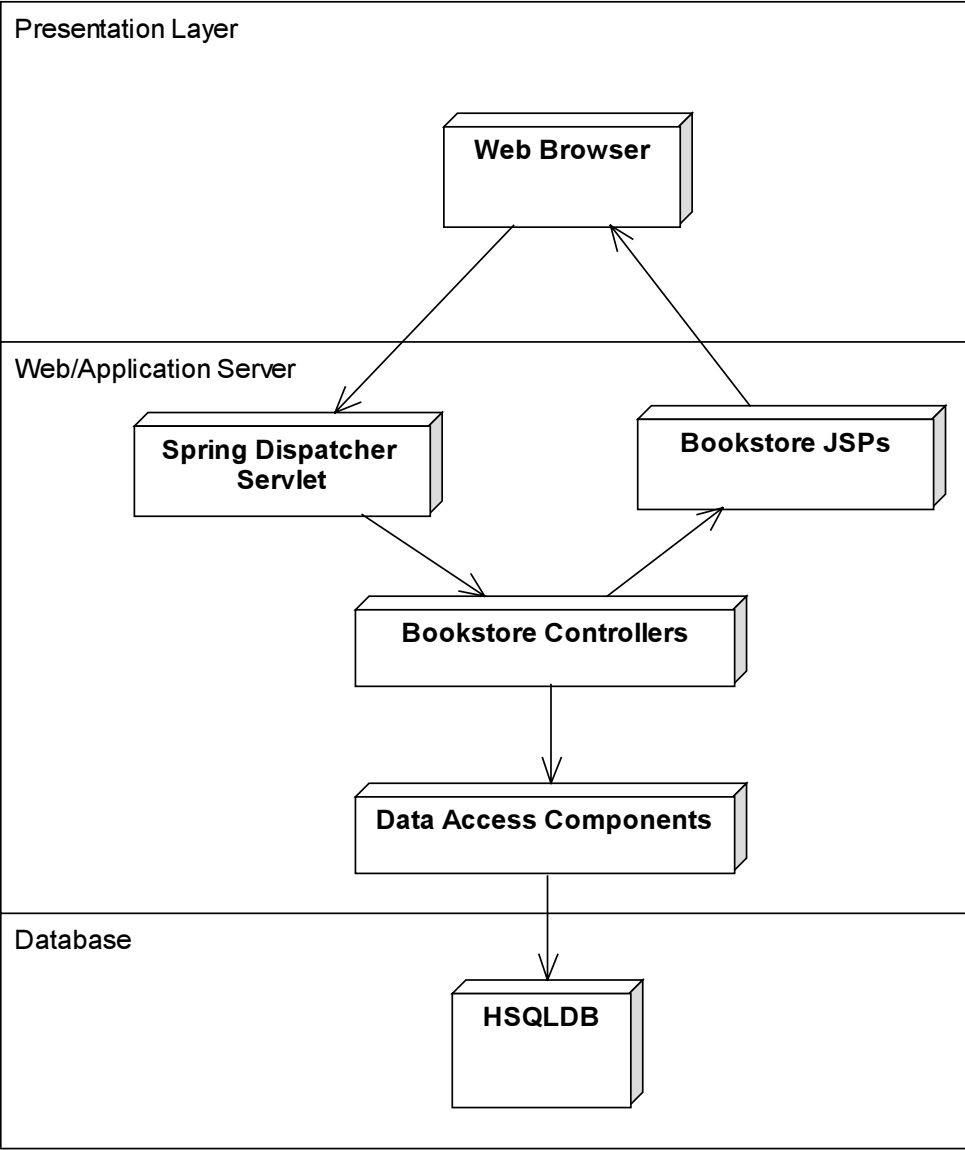 Presentation Layer
Web Browser
Web/Application Server
Spring Dispatcher
Servlet
Bookstore JSPs
Bookstore Controllers
Data Access Components
Database
HSQLDB